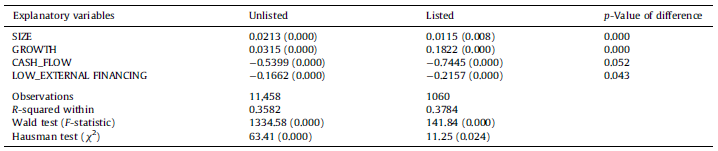 Explanatory variables Unlisted Listed p-Value of difference
SIZE 0.0213 (0.000) 0.0115 (0.008) 0.000
GROWTH 0.0315 (0.000) 0.1822 (0.000) 0.000
CASH_FLOW −0.5399 (0.000) −0.7445 (0.000) 0.052
LOW_EXTERNAL FINANCING −0.1662 (0.000) −0.2157 (0.000) 0.043
Observations 11,458 1060
R-squared within 0.3582 0.3784
Wald test (F-statistic) 1334.58 (0.000) 141.84 (0.000)
Hausman test (χ²) 63.41 (0.000) 11.25 (0.024)